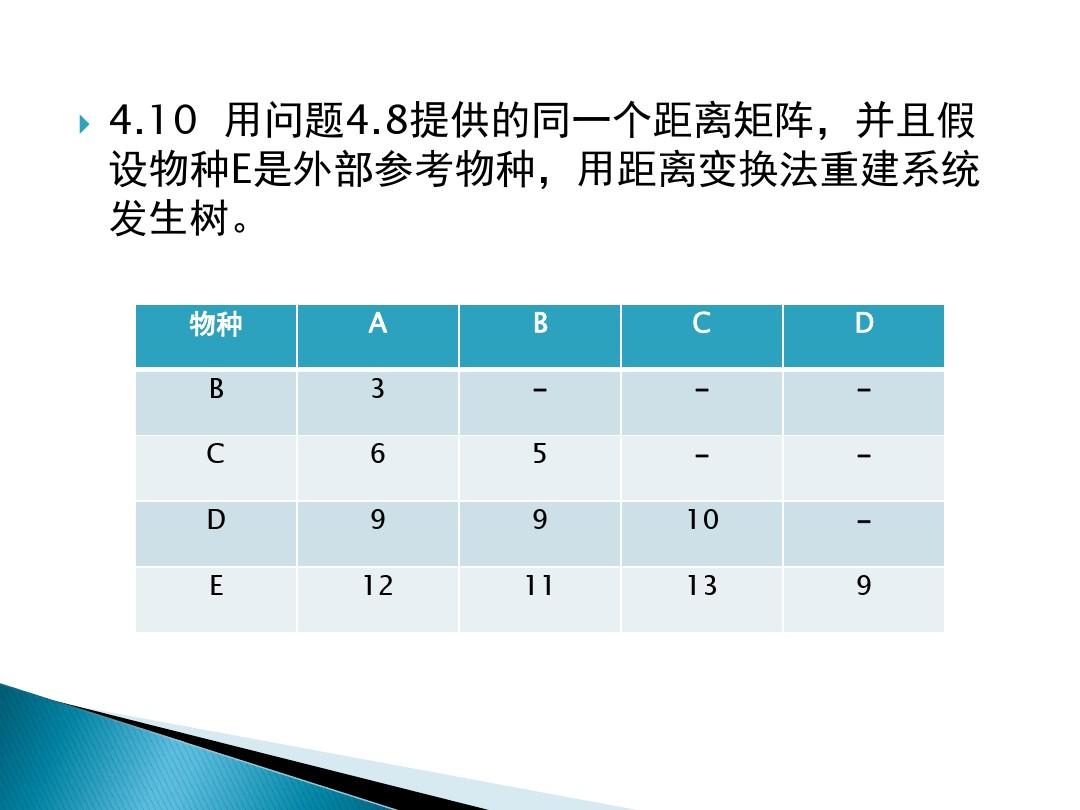 4.10 用问题4.8提供的同一个距离矩阵，并且假
设物种E是外部参考物种，用距离变换法重建系统
发生树。
物种 A B C D
B 3 - - -
C 6 5 - -
D 9 9 10 -
E 12 11 13 9